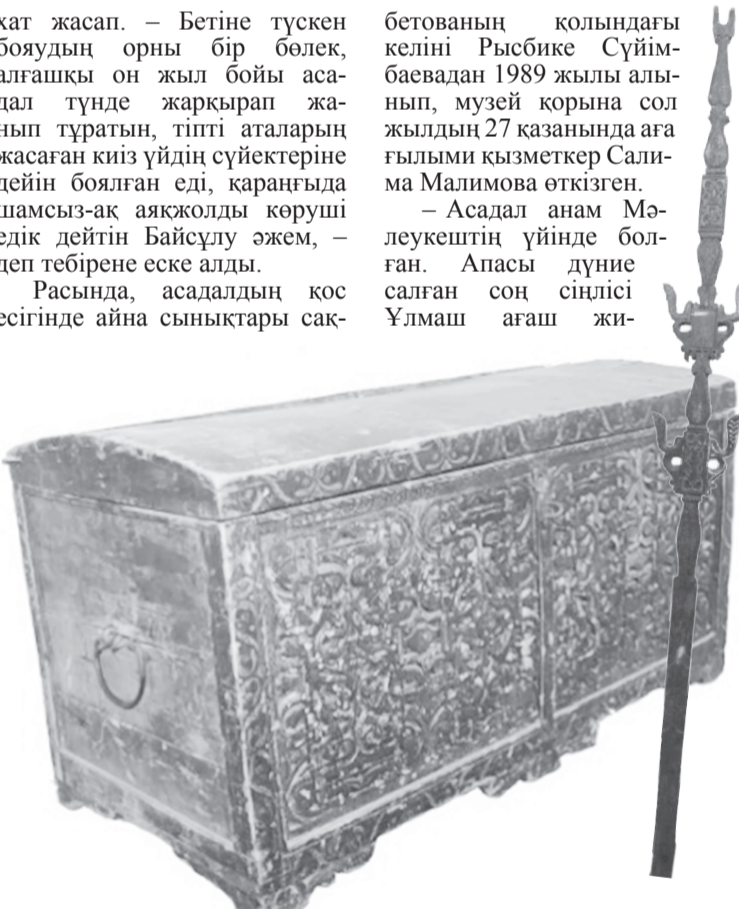 хат жасап. – Бетіне түскен
бояудың орны бір бөлек,
алғашқы он жыл бойы аса-
дал түнде жарқырап жа-
нып тұратын, тіпті аталарың
жасаған киіз үйдің сүйектеріне
дейін боялған еді, қараңғыда
шамсыз-ақ аяқжолды көруші
едік дейтін Байсұлу әжем, –
деп тебірене еске алды.
Расында, асадалдың қос
есігінде айна сынықтары сақ-
бетованың қолындағы
келіні Рысбике Сүйім-
баевадан 1989 жылы алы-
нып, музей қорына сол
жылдың 27 қазанында аға
ғылыми қызметкер Сали-
ма Малимова өткізген.
– Асадал анам Мә-
леукештің үйінде бол-
ған. Апасы дүние
салған соң сіңлісі
Ұлмаш ағаш жи-